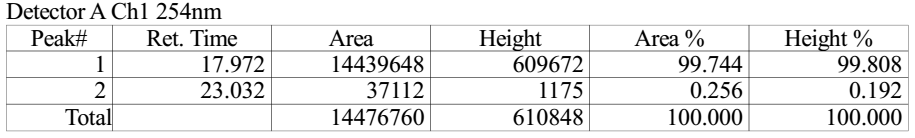 Detector A Ch1 254nm
Peak# Ret. Time Area Height Area % Height %
1 17.972 14439648 609672 99.744 99.808
2 23.032 37112 1175 0.256 0.192
Total 14476760 610848 100.000 100.000